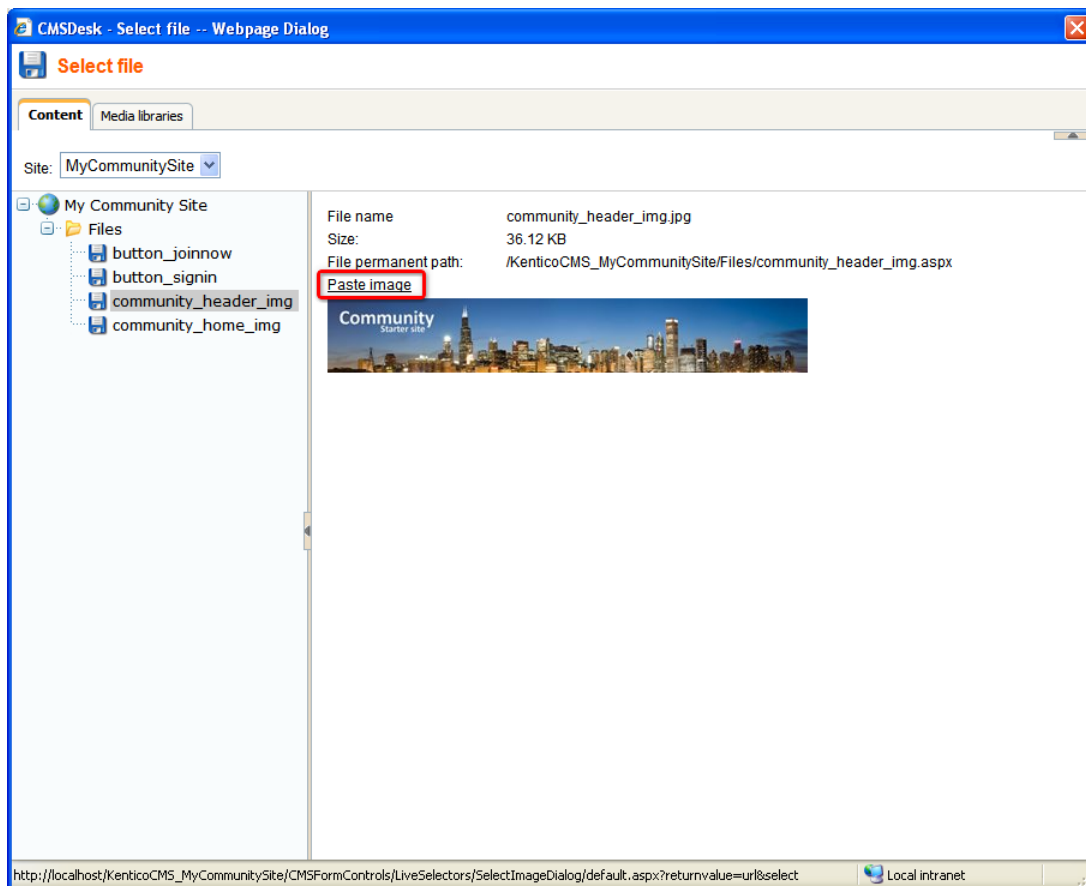 CMSDesk - Select file -- Webpage Dialog
Select file
Content
Media libraries
Site: MyCommunitySite
My Community Site
Files
button_joinnow
button_signin
community_header_img
community_home_img
File name community_header_img.jpg
Size: 36.12 KB
File permanent path: /KenticoCMS_MyCommunitySite/Files/community_header_img.aspx
Paste image
Community
Starter site
http://localhost/KenticoCMS_MyCommunitySite/CMSFormControls/LiveSelectors/SelectImageDialog/default.aspx?returnvalue=url&select
Local intranet